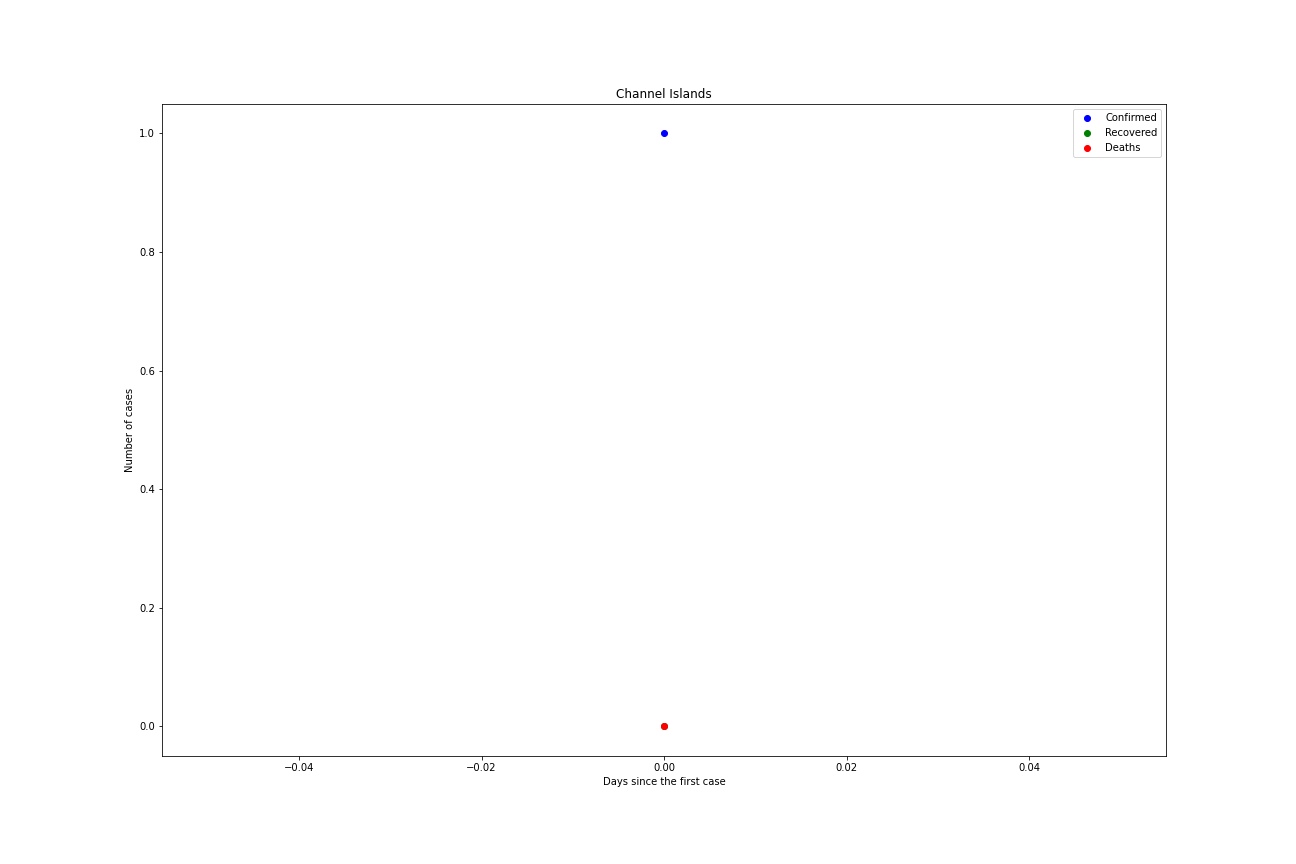 Channel Islands
Confirmed
Recovered
Deaths
1.0
0.8
0.6
0.4
0.2
0.0
Number of cases
−0.04
−0.02
0.00
0.02
0.04
Days since the first case